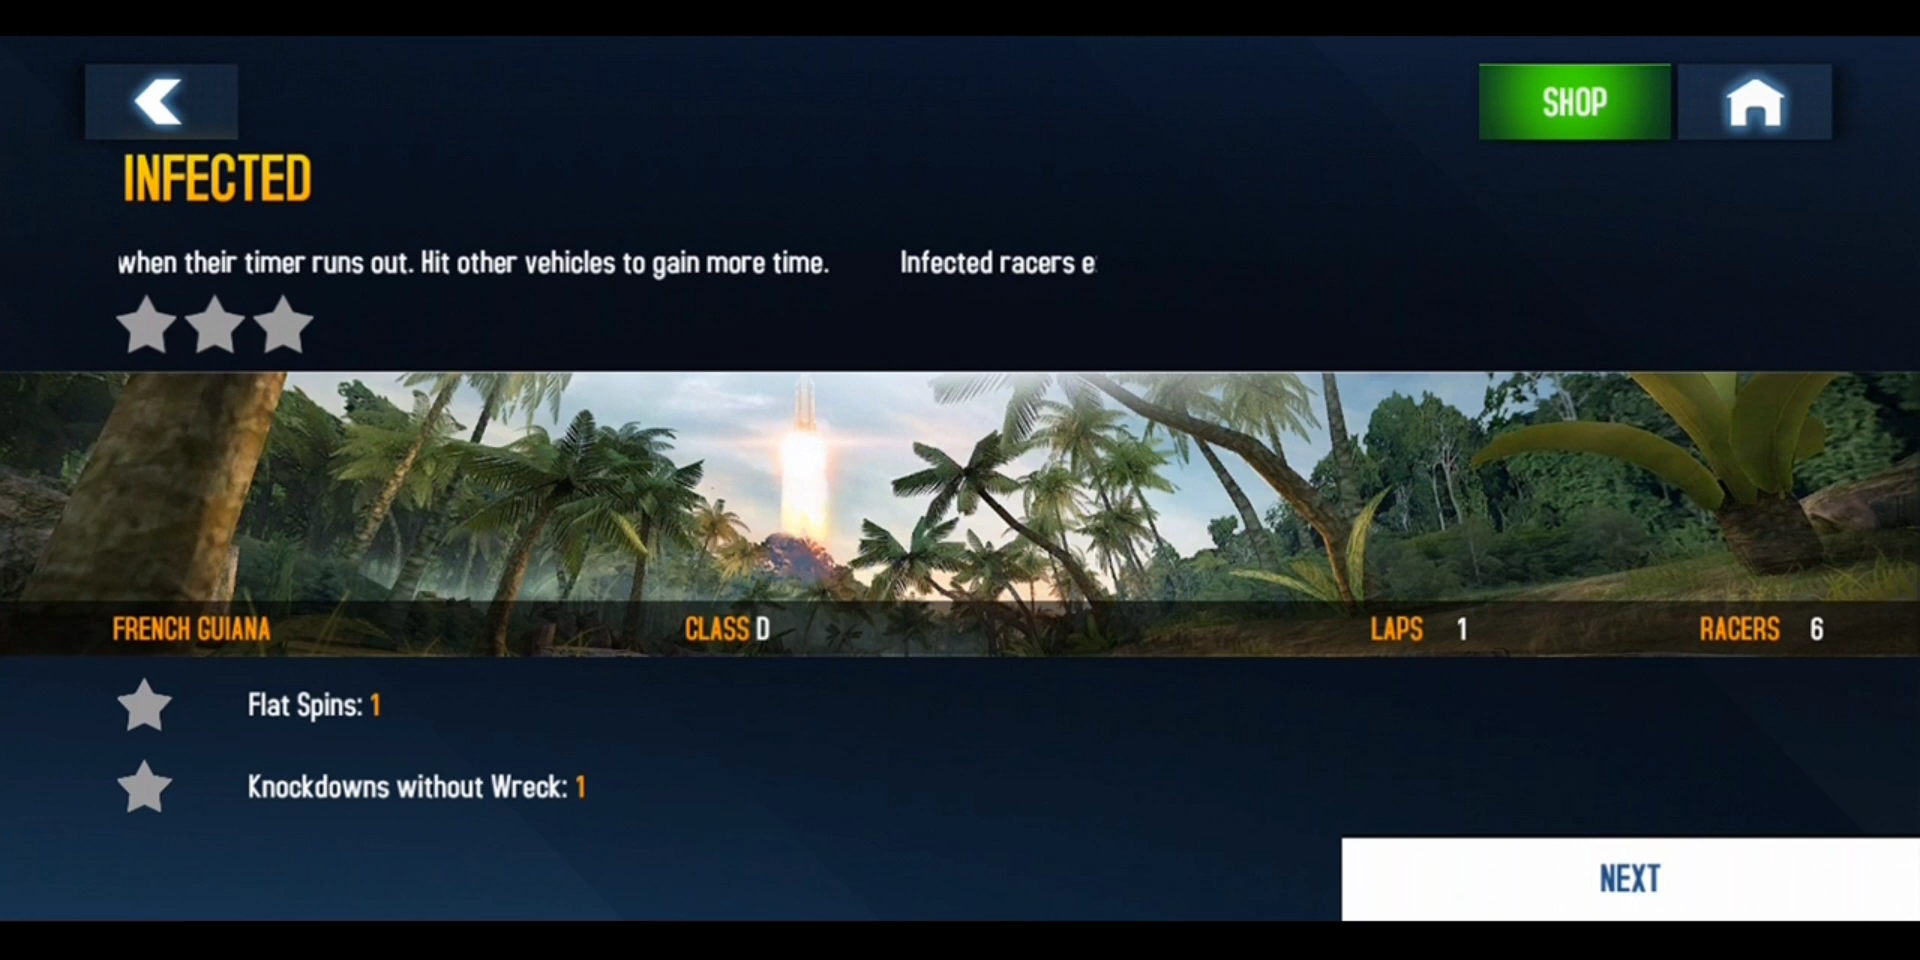 SHOP
INFECTED
when their timer runs out. Hit other vehicles to gain more time. Infected racers e
FRENCH GUIANA CLASS D LAPS 1 RACERS 6
Flat Spins: 1
Knockdowns without Wreck: 1
NEXT